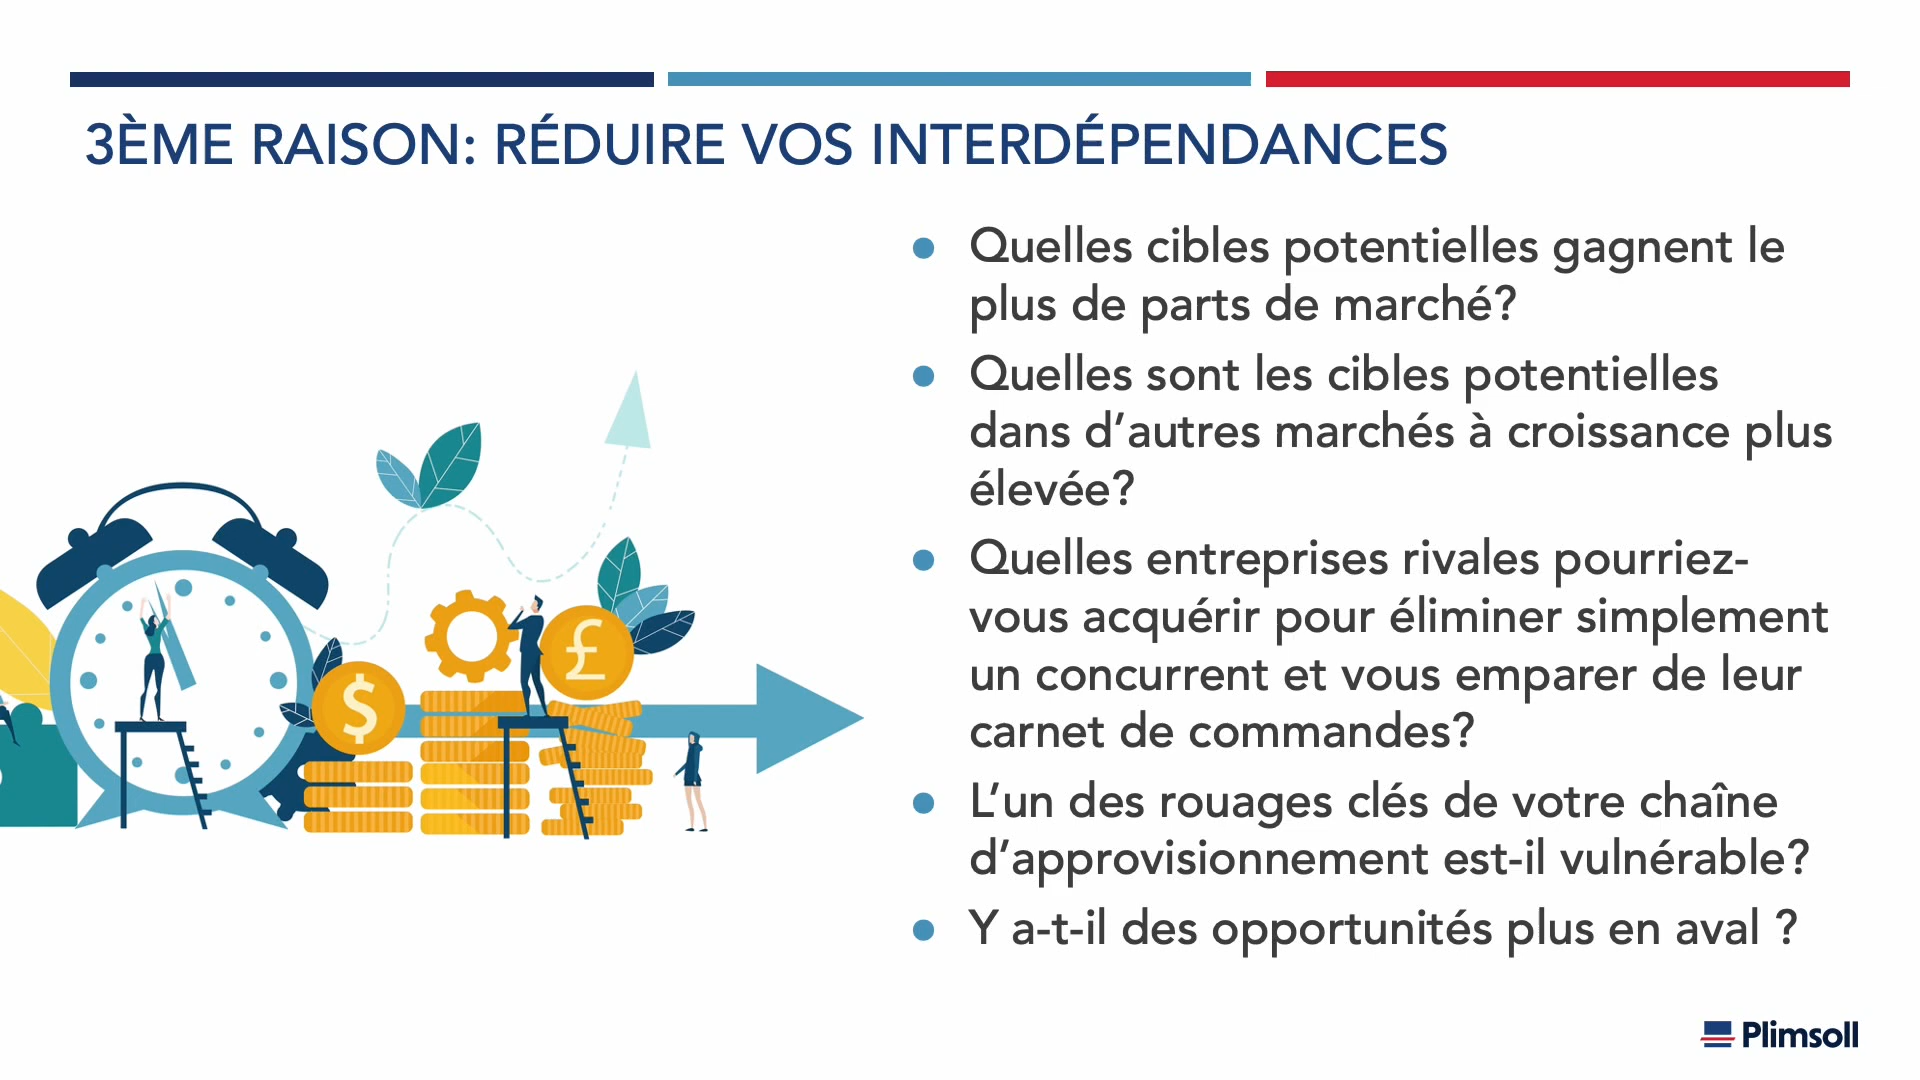 3ÈME RAISON: RÉDUIRE VOS INTERDÉPENDANCES
Quelles cibles potentielles gagnent le
plus de parts de marché?
Quelles sont les cibles potentielles
dans d’autres marchés à croissance plus
élevée?
Quelles entreprises rivales pourriez-
vous acquérir pour éliminer simplement
un concurrent et vous emparer de leur
carnet de commandes?
L’un des rouages clés de votre chaîne
d’approvisionnement est-il vulnérable?
Y a-t-il des opportunités plus en aval ?
$
£
Plimsoll